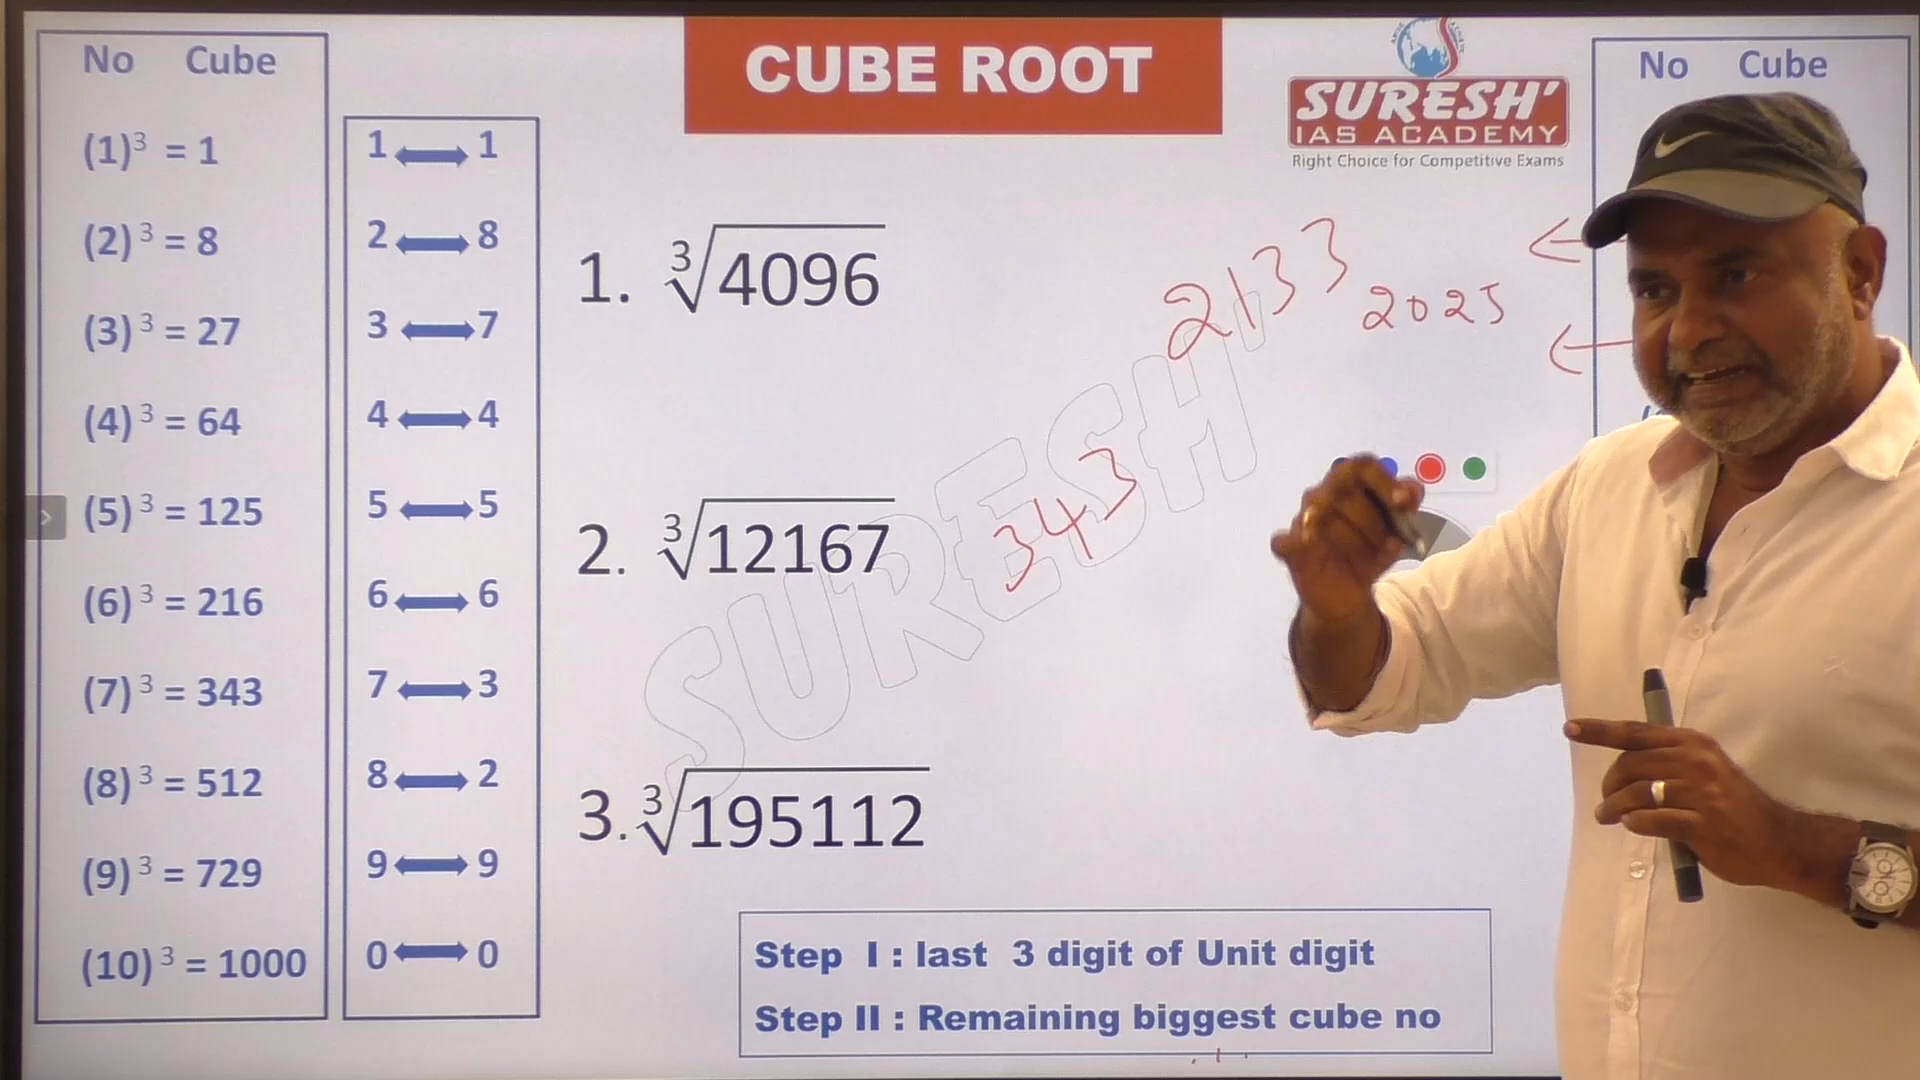 No Cube
(1)³ = 1
(2)³ = 8
(3)³ = 27
(4)³ = 64
(5)³ = 125
(6)³ = 216
(7)³ = 343
(8)³ = 512
(9)³ = 729
(10)³ = 1000
1 ↔ 1
2 ↔ 8
3 ↔ 7
4 ↔ 4
5 ↔ 5
6 ↔ 6
7 ↔ 3
8 ↔ 2
9 ↔ 9
0 ↔ 0
CUBE ROOT
SURESH'
IAS ACADEMY
Right Choice for Competitive Exams
1. ³√4096
2133
2025
2. ³√12167
343
3. ³√195112
SURESH'
Step I : last 3 digit of Unit digit
Step II : Remaining biggest cube no
No Cube